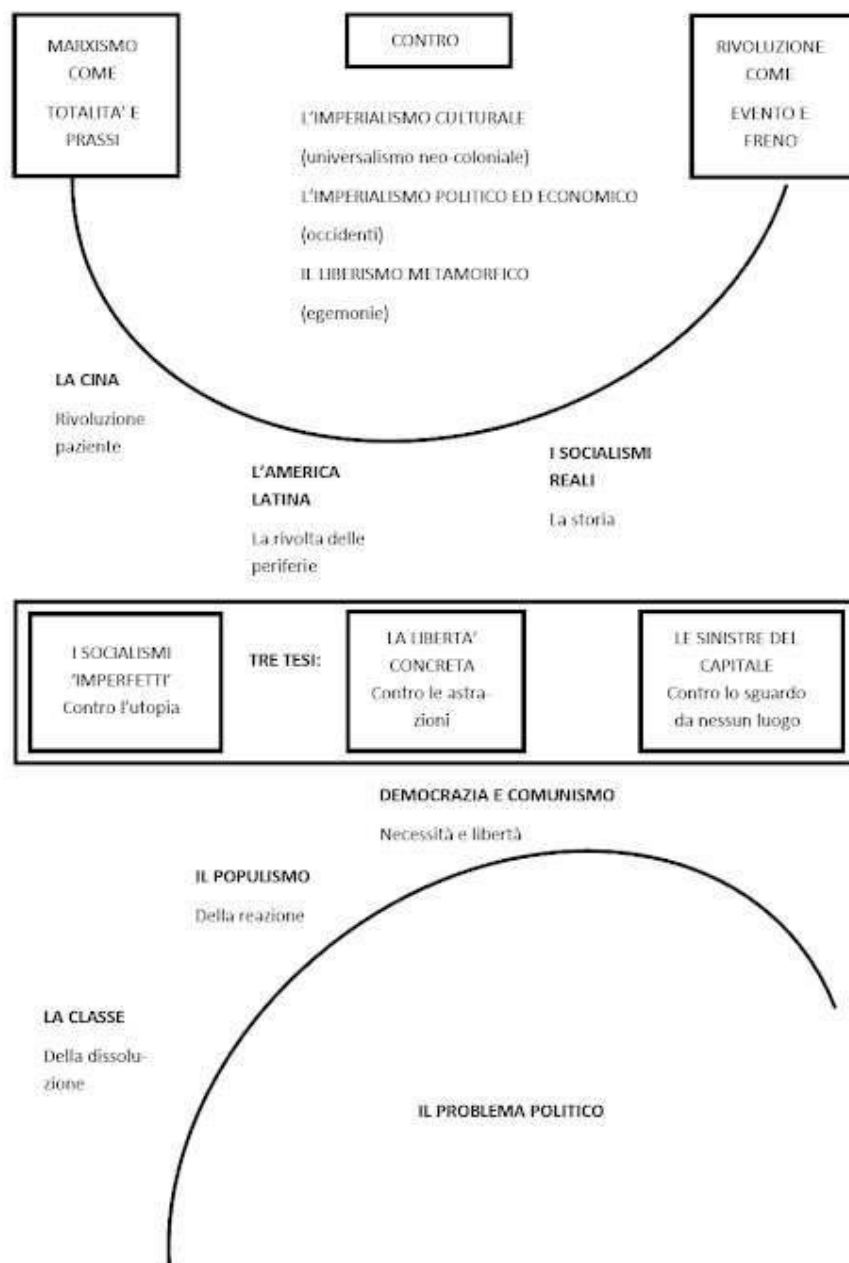 MARXISMO
COME
TOTALITA' E
PRASSI
CONTRO
RIVOLUZIONE
COME
EVENTO E
FRENO
L'IMPERIALISMO CULTURALE
(universalismo neo-coloniale)
L'IMPERIALISMO POLITICO ED ECONOMICO
(occidenti)
IL LIBERISMO METAMORFICO
(egemonie)
LA CINA
Rivoluzione
paziente
L'AMERICA
LATINA
La rivolta delle
periferie
I SOCIALISMI
REALI
La storia
I SOCIALISMI
'IMPERFETTI'
Contro l'utopia
TRE TESI:
LA LIBERTA'
CONCRETA
Contro le astra-
zioni
LE SINISTRE DEL
CAPITALE
Contro lo sguardo
da nessun luogo
DEMOCRAZIA E COMUNISMO
Necessità e libertà
IL POPULISMO
Della reazione
LA CLASSE
Della dissolu-
zione
IL PROBLEMA POLITICO